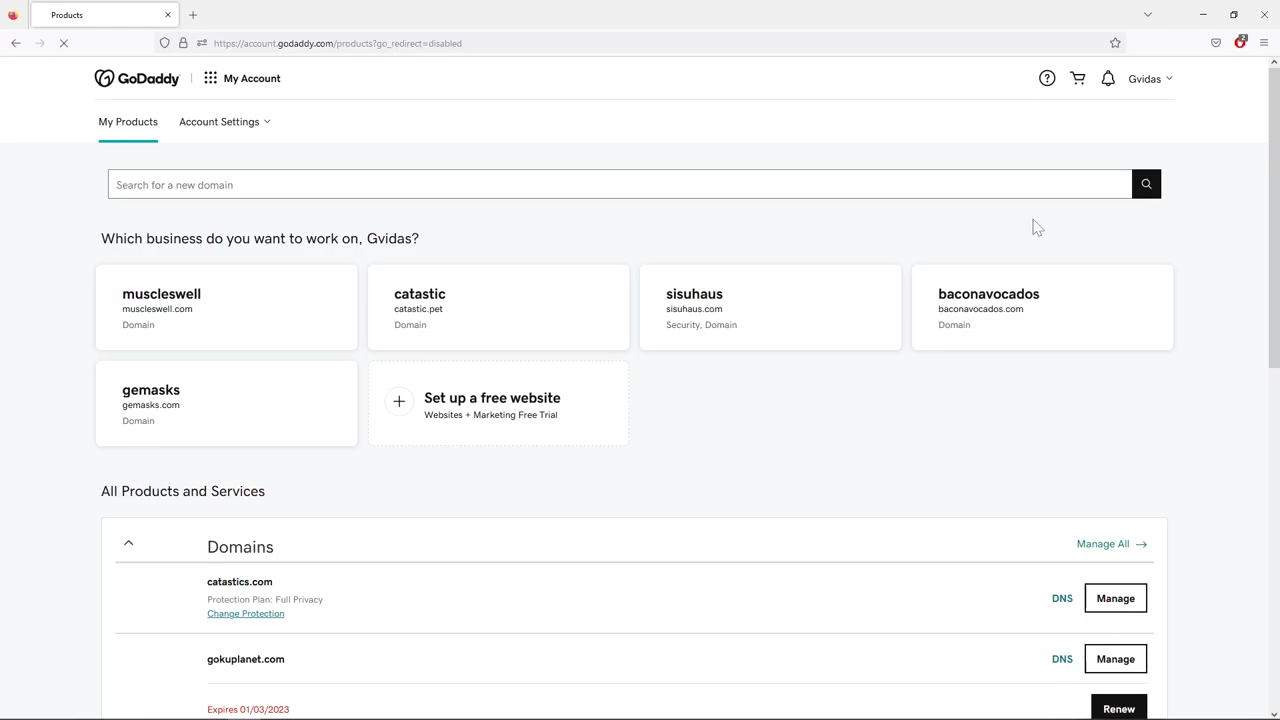 Products
https://account.godaddy.com/products?go_redirect=disabled
2
GoDaddy
My Account
Gvidas
My Products
Account Settings
Search for a new domain
Which business do you want to work on, Gvidas?
muscleswell
muscleswell.com
Domain
catastic
catastic.pet
Domain
sisuhaus
sisuhaus.com
Security, Domain
baconavocados
baconavocados.com
Domain
gemasks
gemasks.com
Domain
Set up a free website
Websites + Marketing Free Trial
All Products and Services
Domains
Manage All
catastics.com
Protection Plan: Full Privacy
Change Protection
DNS
Manage
gokuplanet.com
DNS
Manage
Expires 01/03/2023
Renew